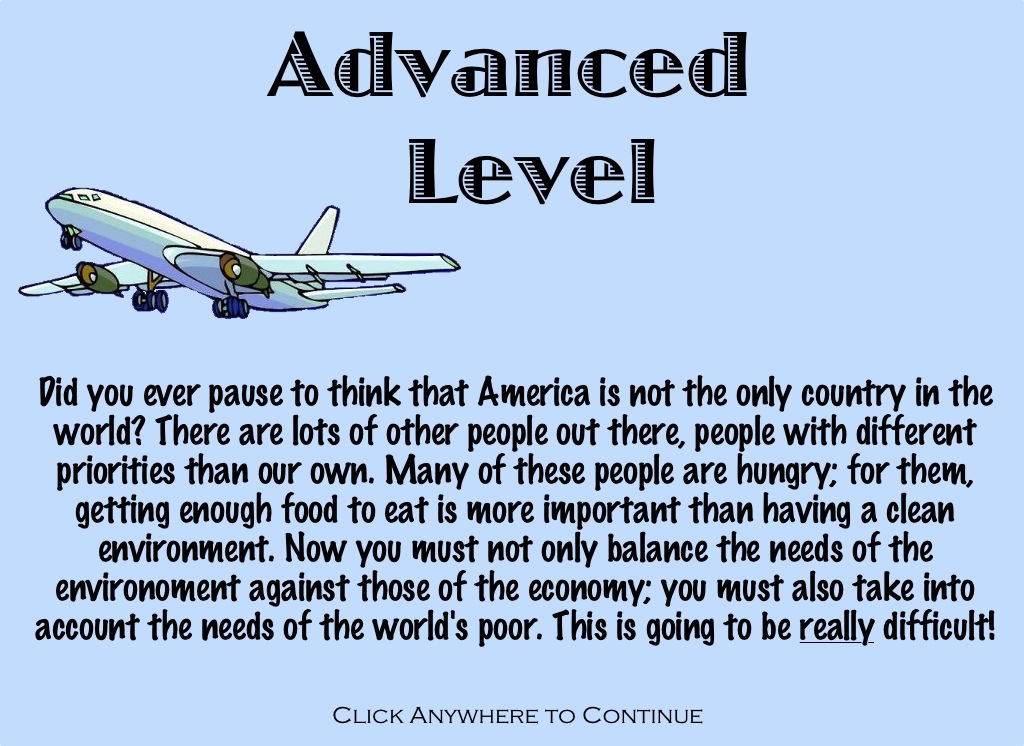 Advanced
Level
Did you ever pause to think that America is not the only country in the
world? There are lots of other people out there, people with different
priorities than our own. Many of these people are hungry; for them,
getting enough food to eat is more important than having a clean
environment. Now you must not only balance the needs of the
environoment against those of the economy; you must also take into
account the needs of the world's poor. This is going to be really difficult!
Click Anywhere to Continue